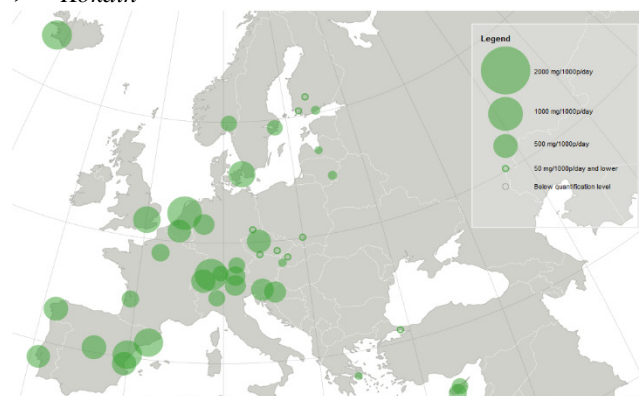 Kokain
Legend
2000 mg/1000p/day
1000 mg/1000p/day
500 mg/1000p/day
50 mg/1000p/day and lower
Below quantification level